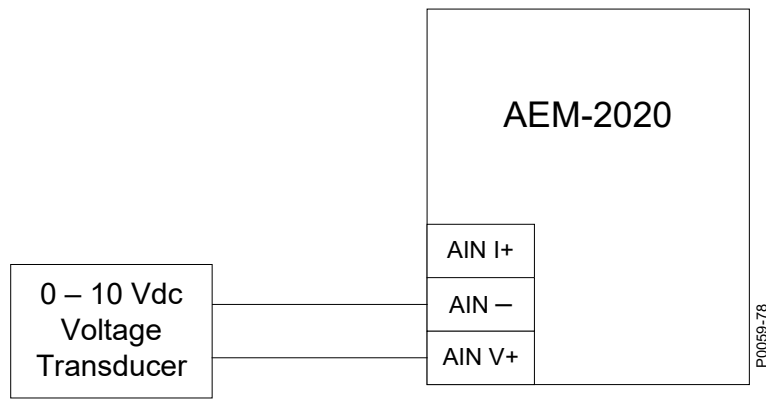 AEM-2020
AIN I+
AIN –
AIN V+
0 – 10 Vdc
Voltage
Transducer
P0059-78